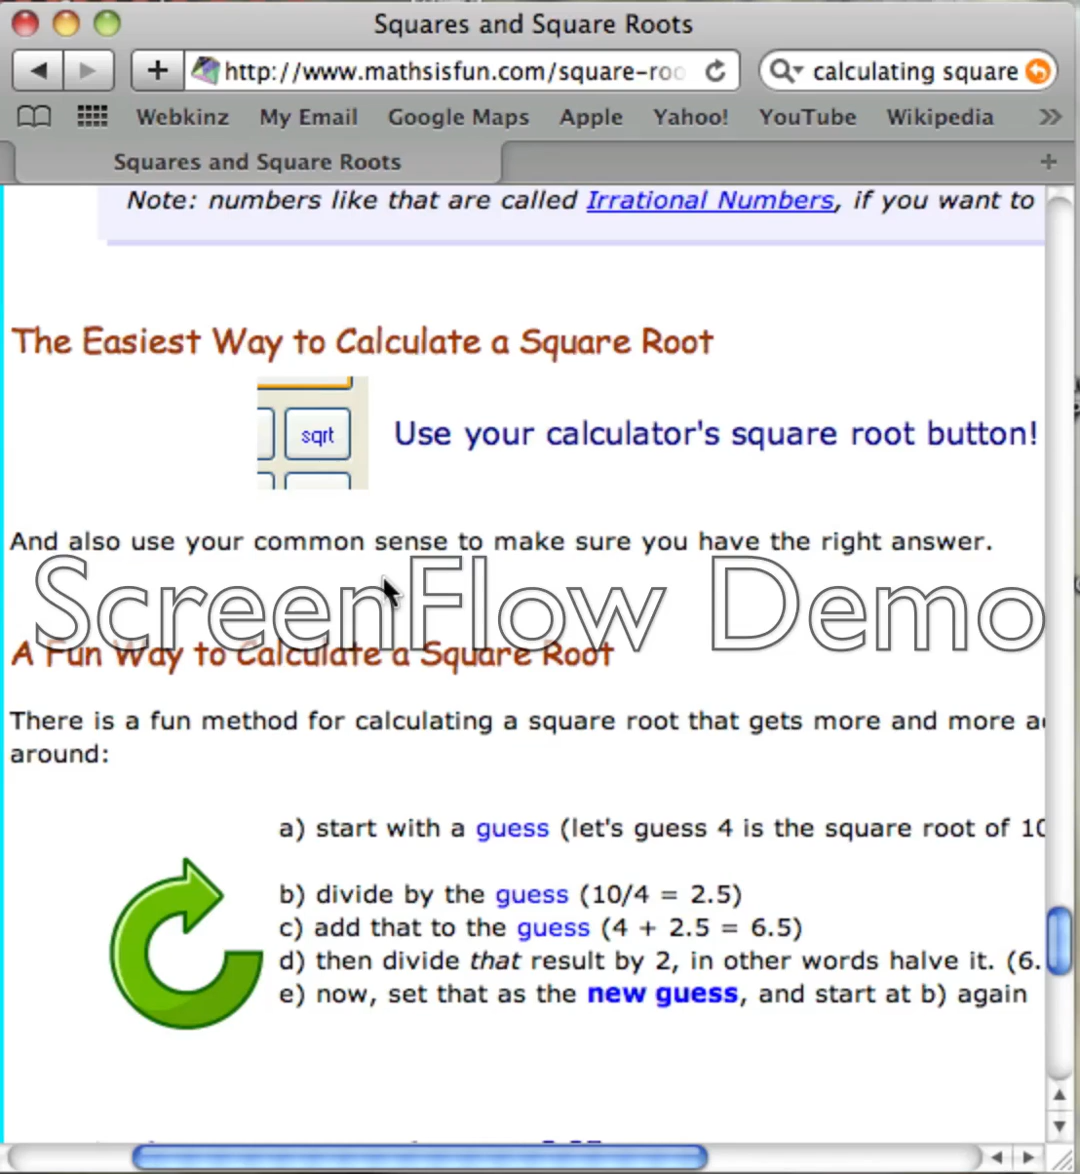 Squares and Square Roots
http://www.mathsisfun.com/square-roo
calculating square
Webkinz My Email Google Maps Apple Yahoo! YouTube Wikipedia
Squares and Square Roots
Note: numbers like that are called Irrational Numbers, if you want to
The Easiest Way to Calculate a Square Root
sqrt
Use your calculator's square root button!
And also use your common sense to make sure you have the right answer.
ScreenFlow Demo
A Fun Way to Calculate a Square Root
There is a fun method for calculating a square root that gets more and more
around:
a) start with a guess (let's guess 4 is the square root of 10
b) divide by the guess (10/4 = 2.5)
c) add that to the guess (4 + 2.5 = 6.5)
d) then divide that result by 2, in other words halve it. (6.
e) now, set that as the new guess, and start at b) again